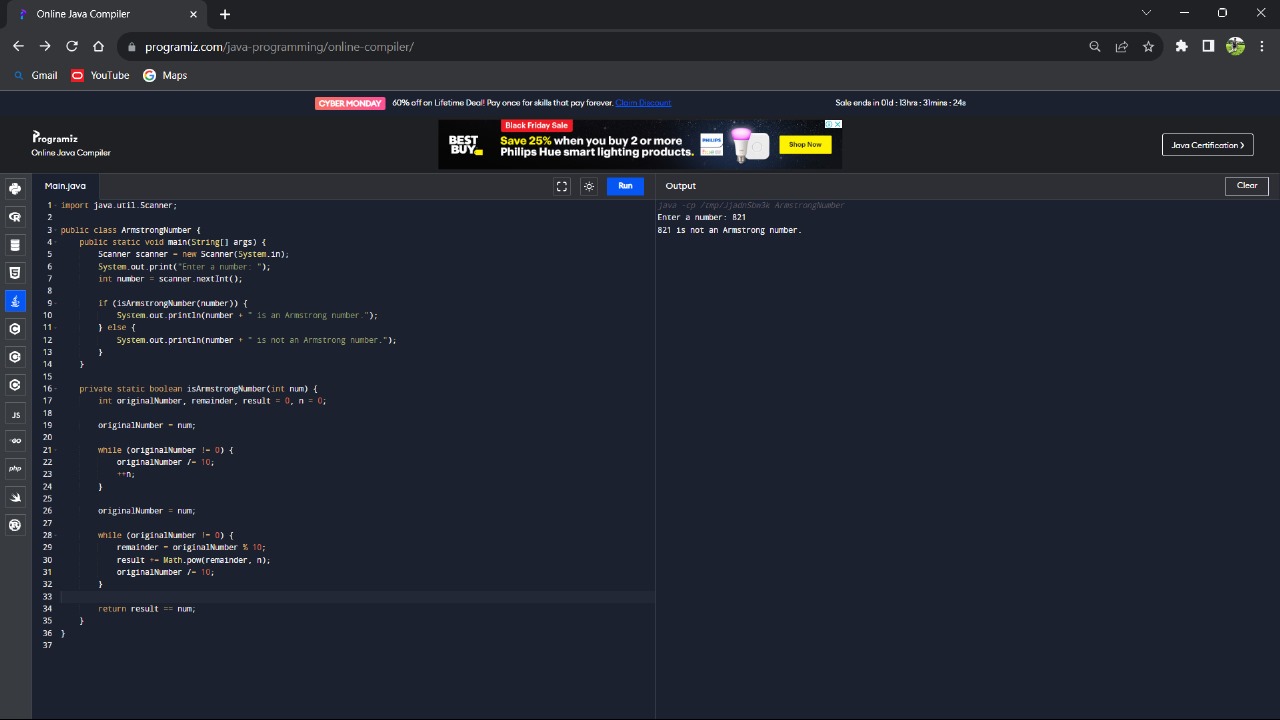 Online Java Compiler
programiz.com/java-programming/online-compiler/
Gmail YouTube Maps
CYBER MONDAY 60% off on Lifetime Deal! Pay once for skills that pay forever. Claim Discount Sale ends in 01d : 13hrs : 31mins : 24s
Programiz
Online Java Compiler
BEST BUY
Black Friday Sale
Save 25% when you buy 2 or more
Philips Hue smart lighting products.
PHILIPS
Shop Now
Java Certification >
Main.java
Run
Output
Clear
1 import java.util.Scanner;
2
3 public class ArmstrongNumber {
4 public static void main(String[] args) {
5 Scanner scanner = new Scanner(System.in);
6 System.out.print("Enter a number: ");
7 int number = scanner.nextInt();
8
9 if (isArmstrongNumber(number)) {
10 System.out.println(number + " is an Armstrong number.");
11 } else {
12 System.out.println(number + " is not an Armstrong number.");
13 }
14 }
15
16 private static boolean isArmstrongNumber(int num) {
17 int originalNumber, remainder, result = 0, n = 0;
18
19 originalNumber = num;
20
21 while (originalNumber != 0) {
22 originalNumber /= 10;
23 ++n;
24 }
25
26 originalNumber = num;
27
28 while (originalNumber != 0) {
29 remainder = originalNumber % 10;
30 result += Math.pow(remainder, n);
31 originalNumber /= 10;
32 }
33
34 return result == num;
35 }
36 }
37
java -cp /tmp/JjadnSbw3k ArmstrongNumber
Enter a number: 821
821 is not an Armstrong number.
JS
GO
php